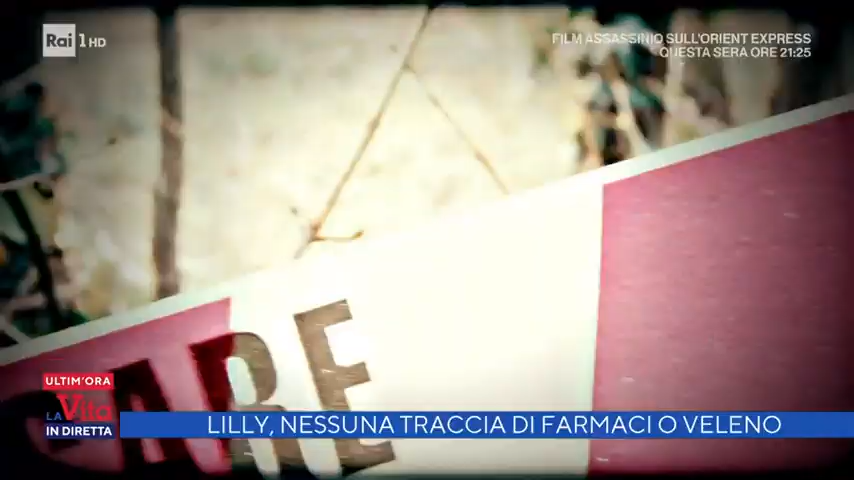 Rai 1 HD
FILM ASSASSINIO SULL'ORIENT EXPRESS
QUESTA SERA ORE 21:25
ARE
ULTIM'ORA
LA Vita
IN DIRETTA
LILLY, NESSUNA TRACCIA DI FARMACI O VELENO